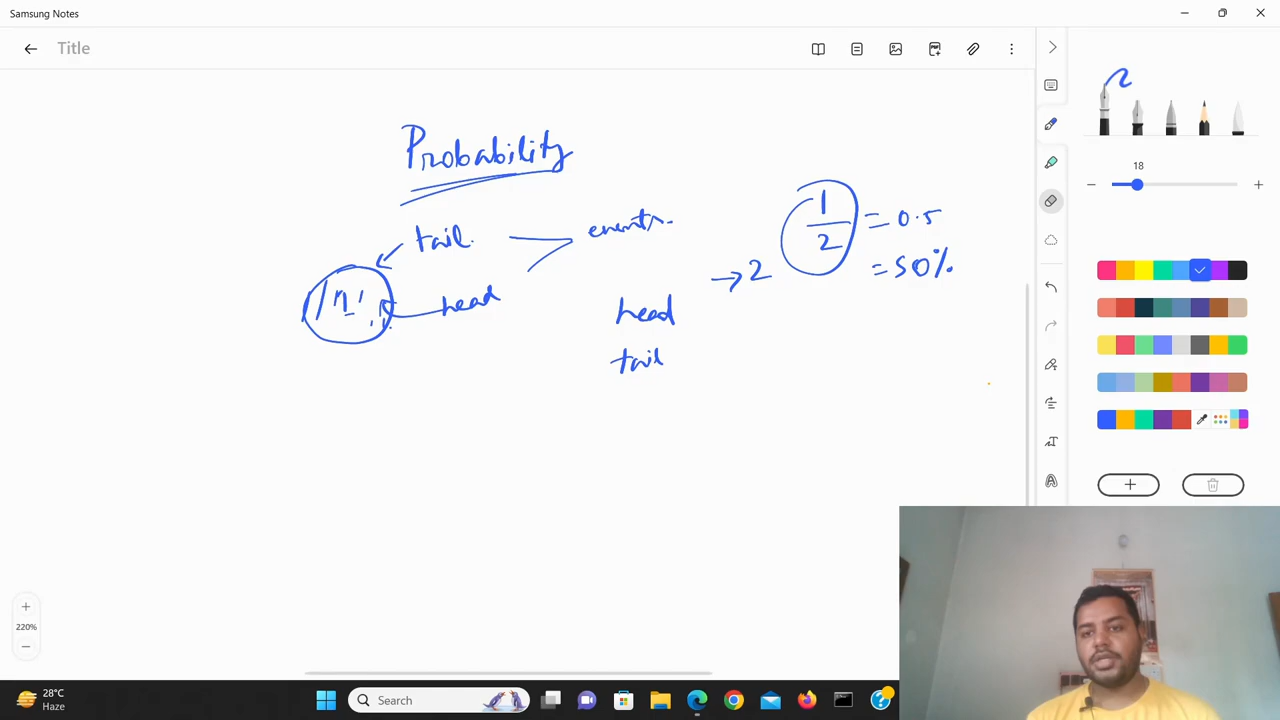 Samsung Notes
Title
Probability
tail.
events.
head
1
2
= 0.5
= 50%
→ 2
head
tail
18
220%
28°C
Haze
Search